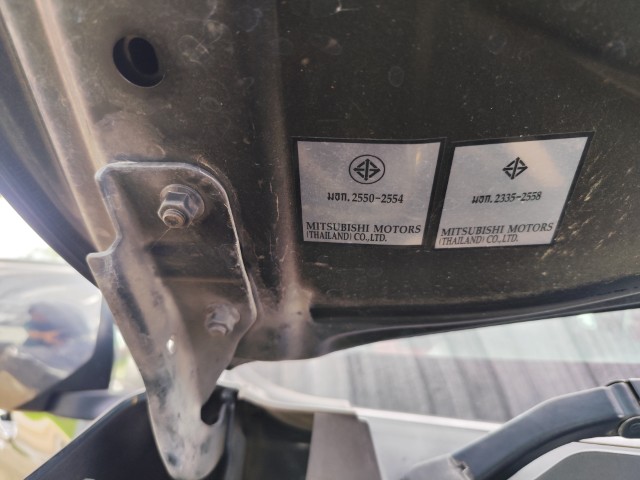 มอก. 2550-2554
MITSUBISHI MOTORS
(THAILAND) CO.,LTD.
มอก. 2335-2558
MITSUBISHI MOTORS
(THAILAND) CO.,LTD.